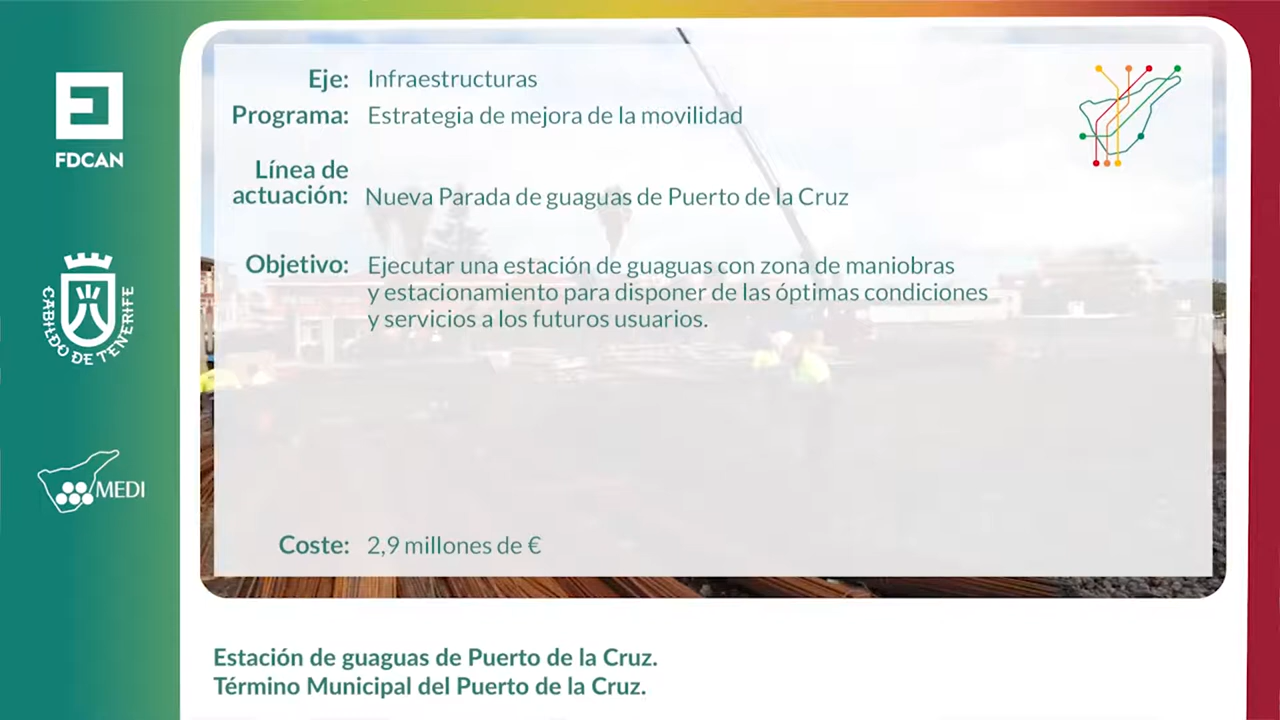 FDCAN
CABILDO DE TENERIFE
MEDI
Eje: Infraestructuras
Programa: Estrategia de mejora de la movilidad
Línea de
actuación: Nueva Parada de guaguas de Puerto de la Cruz
Objetivo: Ejecutar una estación de guaguas con zona de maniobras
y estacionamiento para disponer de las óptimas condiciones
y servicios a los futuros usuarios.
Coste: 2,9 millones de €
Estación de guaguas de Puerto de la Cruz.
Término Municipal del Puerto de la Cruz.